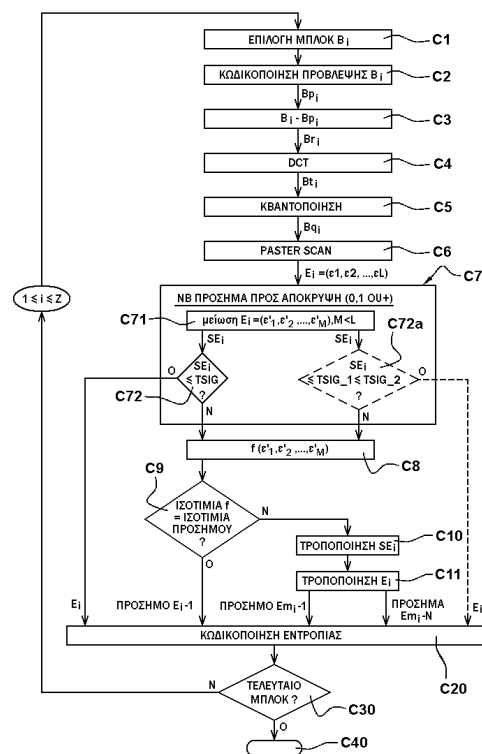 ΕΠΙΛΟΓΗ ΜΠΛΟΚ Bi
C1
ΚΩΔΙΚΟΠΟΙΗΣΗ ΠΡΟΒΛΕΨΗΣ Bi
C2
Bpi
Bi - Bpi
C3
Bri
DCT
C4
Bti
ΚΒΑΝΤΟΠΟΙΗΣΗ
C5
Bqi
PASTER SCAN
C6
Ei =(ε1,ε2, ...,εL)
C7
1 ≤ i ≤ Z
NB ΠΡΟΣΗΜΑ ΠΡΟΣ ΑΠΟΚΡΥΨΗ (0,1 OU+)
C71
μείωση Ei =(ε'1,ε'2 ,...,ε'M),M<L
C72a
SEi
SEi
O
SEi
≤ TSIG
?
C72
SEi
≤ TSIG_1 ≤ TSIG_2
?
O
N
N
f (ε'1,ε'2 ,...,ε'M)
C8
C9
ΙΣΟΤΙΜΙΑ f
= ΙΣΟΤΙΜΙΑ
ΠΡΟΣΗΜΟΥ
?
N
C10
ΤΡΟΠΟΠΟΙΗΣΗ SEi
O
ΤΡΟΠΟΠΟΙΗΣΗ Ei
C11
Ei
ΠΡΟΣΗΜΟ Ei-1
ΠΡΟΣΗΜΟ Emi-1
ΠΡΟΣΗΜΑ
Emi-N
Ei
ΚΩΔΙΚΟΠΟΙΗΣΗ ΕΝΤΡΟΠΙΑΣ
C20
N
ΤΕΛΕΥΤΑΙΟ
ΜΠΛΟΚ ?
C30
O
C40